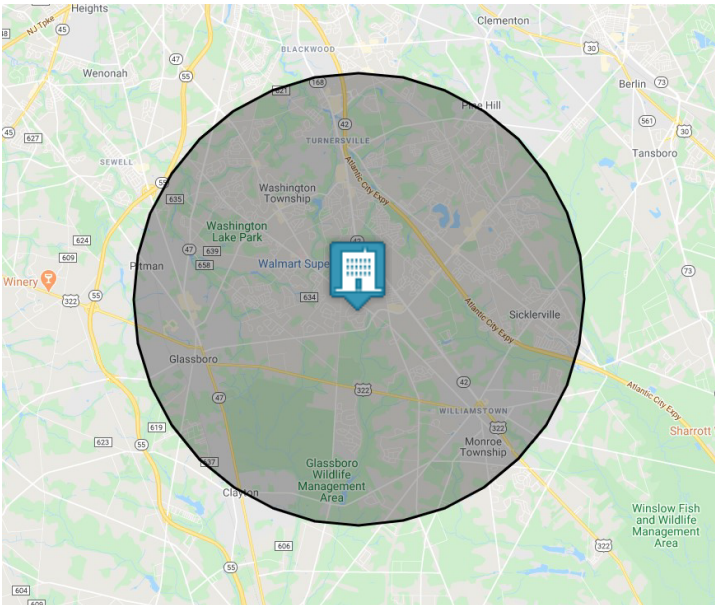 Heights
Clementon
NJ Tpke
45
30
BLACKWOOD
47
Wenonah
55
Berlin
73
168
621
Pine Hill
561
42
30
45
627
TURNERSVILLE
Tansboro
SEWELL
Atlantic City Expy
55
Washington
Township
635
Washington
Lake Park
624
47
639
42
609
658
Pitman
Walmart Supe
73
Winery
322
55
634
Atlantic City Expy
Sicklerville
Glassboro
42
322
47
Atlantic City Expy
WILLIAMSTOWN
619
322
Sharrott
623
55
Monroe
Township
Glassboro
Wildlife
Management
Area
Clayton
Winslow Fish
and Wildlife
Management
Area
606
322
55
604
609